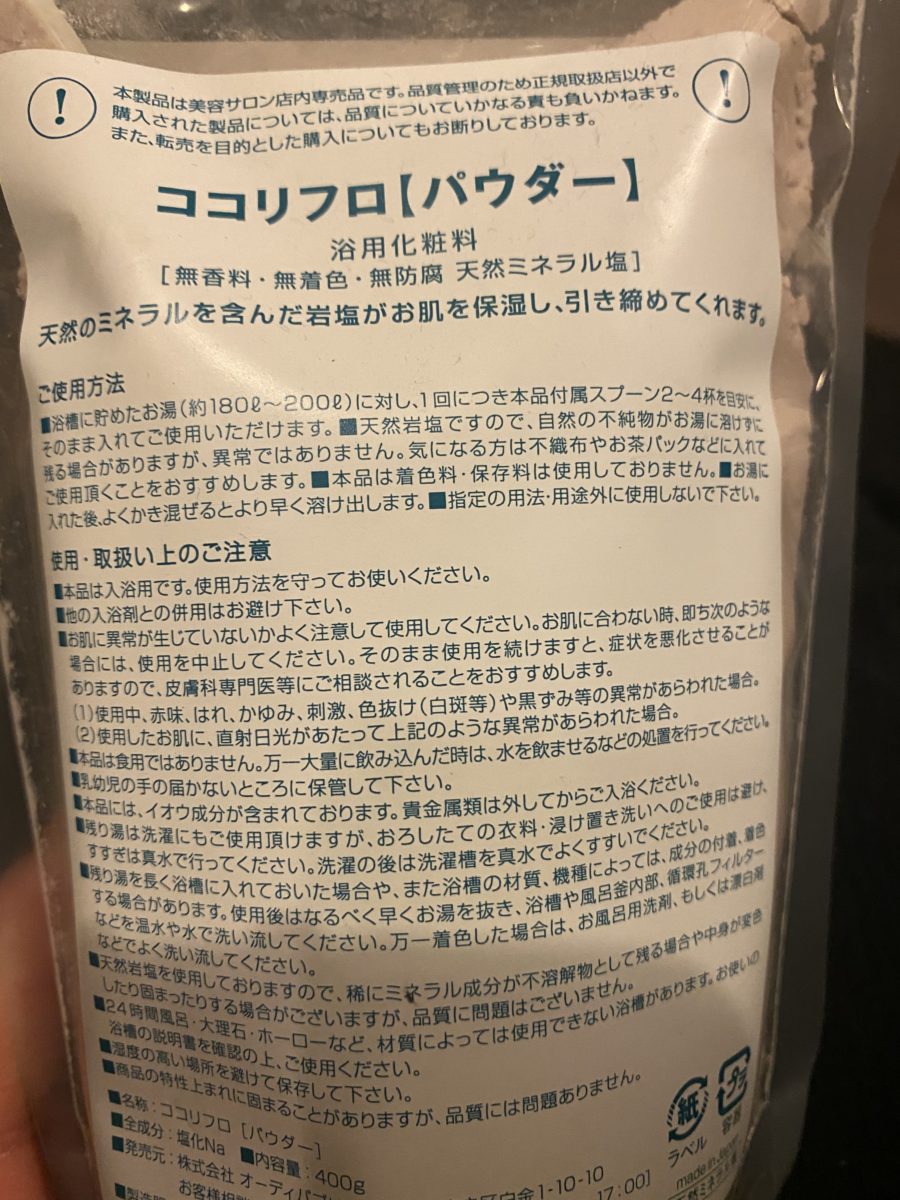 本製品は美容サロン店内専売品です。品質管理のため正規取扱店以外で
購入された製品については、品質についていかなる責も負いかねます。
また、転売を目的とした購入についてもお断りしております。
ココリフロ【パウダー】
浴用化粧料
[無香料・無着色・無防腐 天然ミネラル塩]
天然のミネラルを含んだ岩塩がお肌を保湿し、引き締めてくれます。
ご使用方法
■浴槽に貯めたお湯(約180ℓ〜200ℓ)に対し、1回につき本品付属スプーン2〜4杯を目安に、
そのまま入れてご使用いただけます。■天然岩塩ですので、自然の不純物がお湯に溶けずに
残る場合がありますが、異常ではありません。気になる方は不織布やお茶パックなどに入れて
ご使用頂くことをおすすめします。■本品は着色料・保存料は使用しておりません。■お湯に
入れた後、よくかき混ぜるとより早く溶け出します。■指定の用法・用途外に使用しないで下さい。
使用・取扱い上のご注意
■本品は入浴用です。使用方法を守ってお使いください。
■他の入浴剤との併用はお避け下さい。
■お肌に異常が生じていないかよく注意して使用してください。お肌に合わない時、即ち次のような
場合には、使用を中止してください。そのまま使用を続けますと、症状を悪化させることが
ありますので、皮膚科専門医等にご相談されることをおすすめします。
(1)使用中、赤味、はれ、かゆみ、刺激、色抜け(白斑等)や黒ずみ等の異常があらわれた場合。
(2)使用したお肌に、直射日光があたって上記のような異常があらわれた場合。
■本品は食用ではありません。万一大量に飲み込んだ時は、水を飲ませるなどの処置を行ってください。
■乳幼児の手の届かないところに保管して下さい。
■本品には、イオウ成分が含まれております。貴金属類は外してからご入浴ください。
■残り湯は洗濯にもご使用頂けますが、おろしたての衣料・浸け置き洗いへのご使用は避け、
すすぎは真水で行ってください。洗濯の後は洗濯槽を真水でよくすすいでください。
■残り湯を長く浴槽に入れておいた場合や、また浴槽の材質、機種によっては、成分の付着、着色
する場合があります。使用後はなるべく早くお湯を抜き、浴槽や風呂釜内部、循環孔フィルター
などを温水や水で洗い流してください。万一着色した場合は、お風呂用洗剤、もしくは漂白剤
などでよく洗い流してください。
■天然岩塩を使用しておりますので、稀にミネラル成分が不溶解物として残る場合や中身が変色
したり固まったりする場合がございますが、品質に問題はございません。
■24時間風呂・大理石・ホーローなど、材質によっては使用できない浴槽があります。お使いの
浴槽の説明書を確認の上、ご使用ください。
■湿度の高い場所を避けて保存して下さい。
■商品の特性上まれに固まることがありますが、品質には問題ありません。
■名称:ココリフロ [パウダー]
■全成分:塩化Na ■内容量:400g
■発売元:株式会社 オーディパ
白金1-10-10
お客様相
17:00]
紙
ラベル
プラ
容器
made in Japan